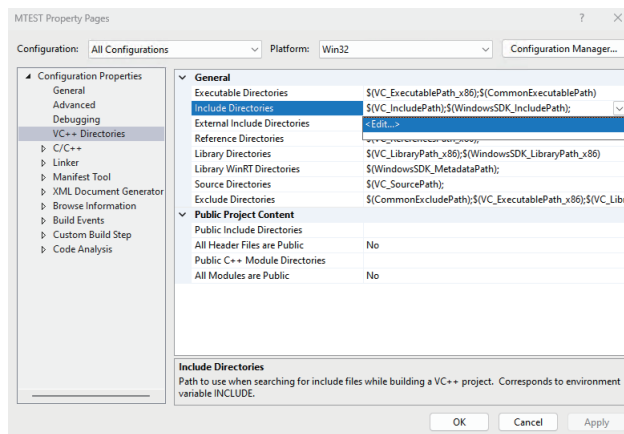 MTEST Property Pages ? ×
Configuration: All Configurations Platform: Win32 Configuration Manager...
Configuration Properties
General
Advanced
Debugging
VC++ Directories
C/C++
Linker
Manifest Tool
XML Document Generator
Browse Information
Build Events
Custom Build Step
Code Analysis
General
Executable Directories $(VC_ExecutablePath_x86);$(CommonExecutablePath)
Include Directories $(VC_IncludePath);$(WindowsSDK_IncludePath);
External Include Directories <Edit...>
Reference Directories $(VC_ReferencesPath_x86);
Library Directories $(VC_LibraryPath_x86);$(WindowsSDK_LibraryPath_x86)
Library WinRT Directories $(WindowsSDK_MetadataPath);
Source Directories $(VC_SourcePath);
Exclude Directories $(CommonExcludePath);$(VC_ExecutablePath_x86);$(VC_Libr
Public Project Content
Public Include Directories
All Header Files are Public No
Public C++ Module Directories
All Modules are Public No
Include Directories
Path to use when searching for include files while building a VC++ project. Corresponds to environment
variable INCLUDE.
OK Cancel Apply